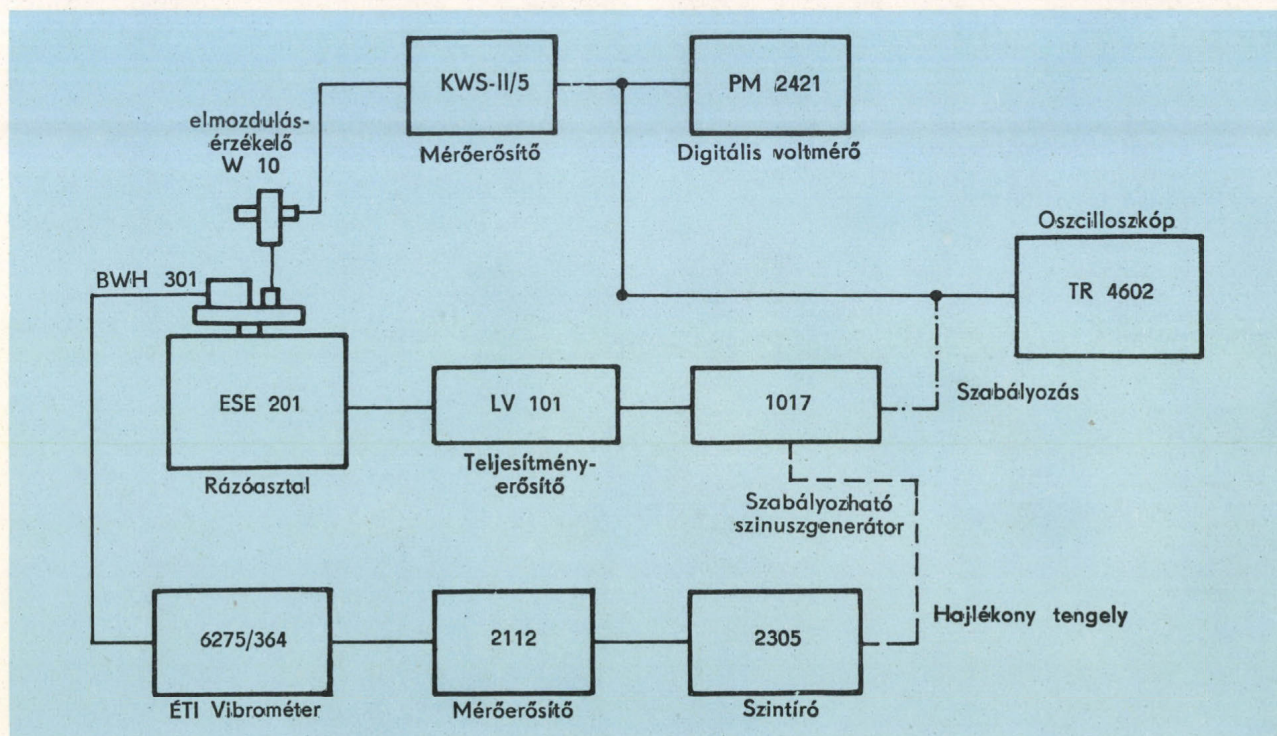 KWS-II/5
Mérőerősítő
PM 2421
Digitális voltmérő
elmozdulás-
érzékelő
W 10
Oszcilloszkóp
TR 4602
BWH 301
ESE 201
Rázóasztal
LV 101
Teljesítmény-
erősítő
1017
Szabályozás
Szabályozható
szinuszgenerátor
6275/364
ÉTI Vibrométer
2112
Mérőerősítő
2305
Szintíró
Hajlékony tengely